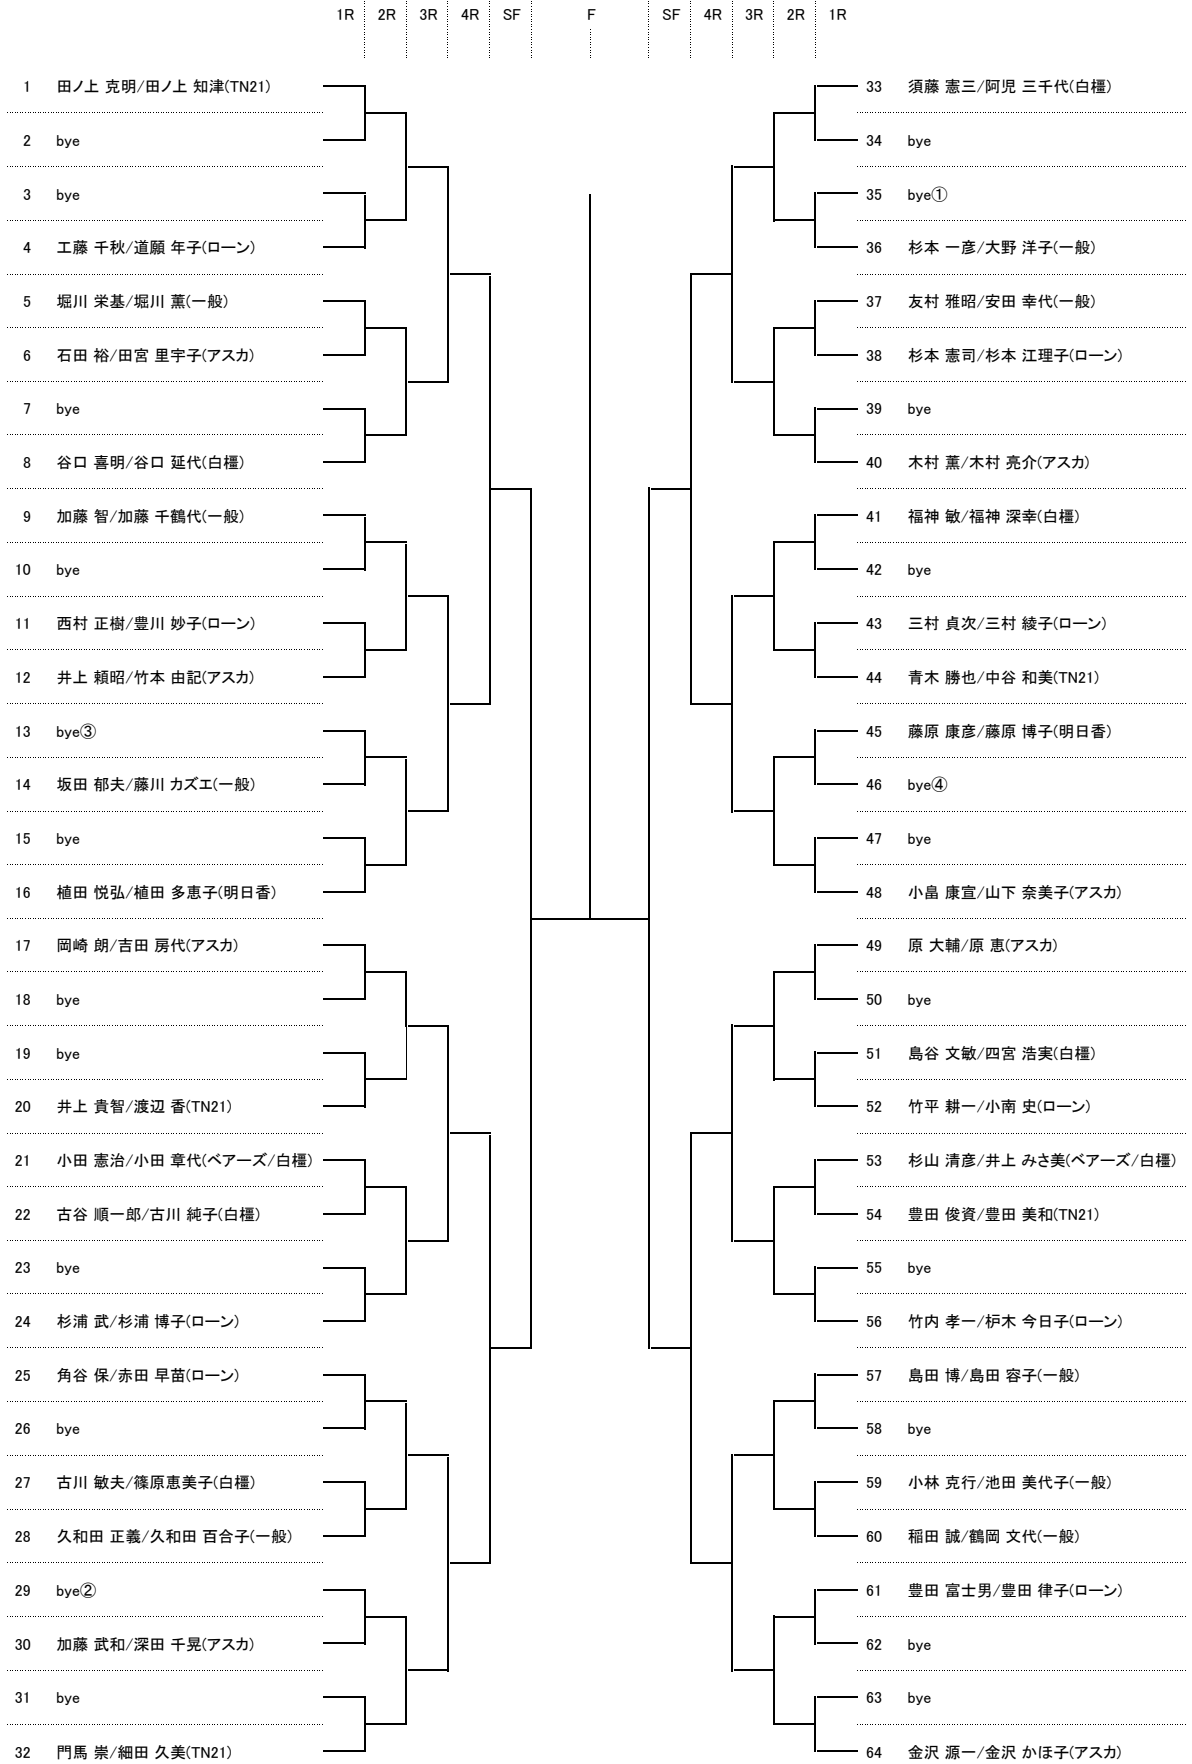 1R 2R 3R 4R SF F SF 4R 3R 2R 1R
1 田ノ上 克明/田ノ上 知津(TN21)
2 bye
3 bye
4 工藤 千秋/道願 年子(ローン)
5 堀川 栄基/堀川 薫(一般)
6 石田 裕/田宮 里宇子(アスカ)
7 bye
8 谷口 喜明/谷口 延代(白橿)
9 加藤 智/加藤 千鶴代(一般)
10 bye
11 西村 正樹/豊川 妙子(ローン)
12 井上 頼昭/竹本 由記(アスカ)
13 bye③
14 坂田 郁夫/藤川 カズエ(一般)
15 bye
16 植田 悦弘/植田 多恵子(明日香)
17 岡崎 朗/吉田 房代(アスカ)
18 bye
19 bye
20 井上 貴智/渡辺 香(TN21)
21 小田 憲治/小田 章代(ベアーズ/白橿)
22 古谷 順一郎/古川 純子(白橿)
23 bye
24 杉浦 武/杉浦 博子(ローン)
25 角谷 保/赤田 早苗(ローン)
26 bye
27 古川 敏夫/篠原恵美子(白橿)
28 久和田 正義/久和田 百合子(一般)
29 bye②
30 加藤 武和/深田 千晃(アスカ)
31 bye
32 門馬 崇/細田 久美(TN21)
33 須藤 憲三/阿児 三千代(白橿)
34 bye
35 bye①
36 杉本 一彦/大野 洋子(一般)
37 友村 雅昭/安田 幸代(一般)
38 杉本 憲司/杉本 江理子(ローン)
39 bye
40 木村 薫/木村 亮介(アスカ)
41 福神 敏/福神 深幸(白橿)
42 bye
43 三村 貞次/三村 綾子(ローン)
44 青木 勝也/中谷 和美(TN21)
45 藤原 康彦/藤原 博子(明日香)
46 bye④
47 bye
48 小畠 康宣/山下 奈美子(アスカ)
49 原 大輔/原 恵(アスカ)
50 bye
51 島谷 文敏/四宮 浩実(白橿)
52 竹平 耕一/小南 史(ローン)
53 杉山 清彦/井上 みさ美(ベアーズ/白橿)
54 豊田 俊資/豊田 美和(TN21)
55 bye
56 竹内 孝一/枦木 今日子(ローン)
57 島田 博/島田 容子(一般)
58 bye
59 小林 克行/池田 美代子(一般)
60 稲田 誠/鶴岡 文代(一般)
61 豊田 富士男/豊田 律子(ローン)
62 bye
63 bye
64 金沢 源一/金沢 かほ子(アスカ)